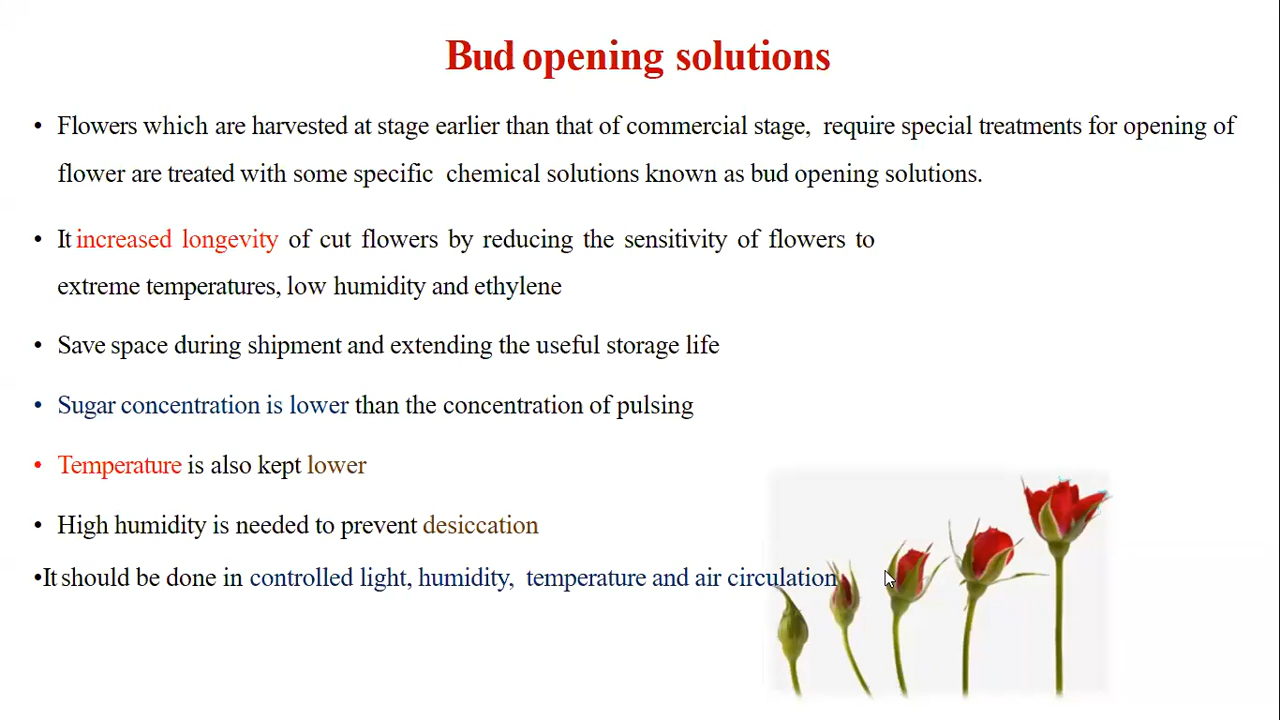 Bud opening solutions
• Flowers which are harvested at stage earlier than that of commercial stage, require special treatments for opening of
flower are treated with some specific chemical solutions known as bud opening solutions.
• It increased longevity of cut flowers by reducing the sensitivity of flowers to
extreme temperatures, low humidity and ethylene
• Save space during shipment and extending the useful storage life
• Sugar concentration is lower than the concentration of pulsing
• Temperature is also kept lower
• High humidity is needed to prevent desiccation
•It should be done in controlled light, humidity, temperature and air circulation